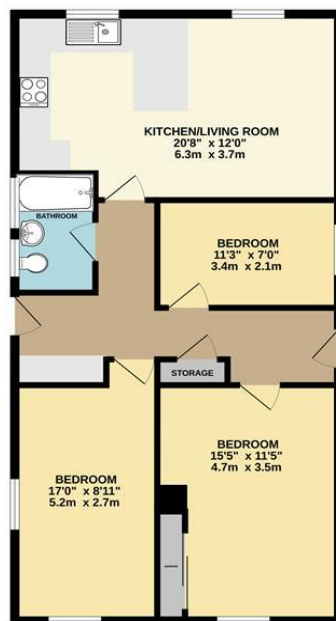 KITCHEN/LIVING ROOM
20'8" x 12'0"
6.3m x 3.7m
BATHROOM
BEDROOM
11'3" x 7'0"
3.4m x 2.1m
STORAGE
BEDROOM
17'0" x 8'11"
5.2m x 2.7m
BEDROOM
15'5" x 11'5"
4.7m x 3.5m